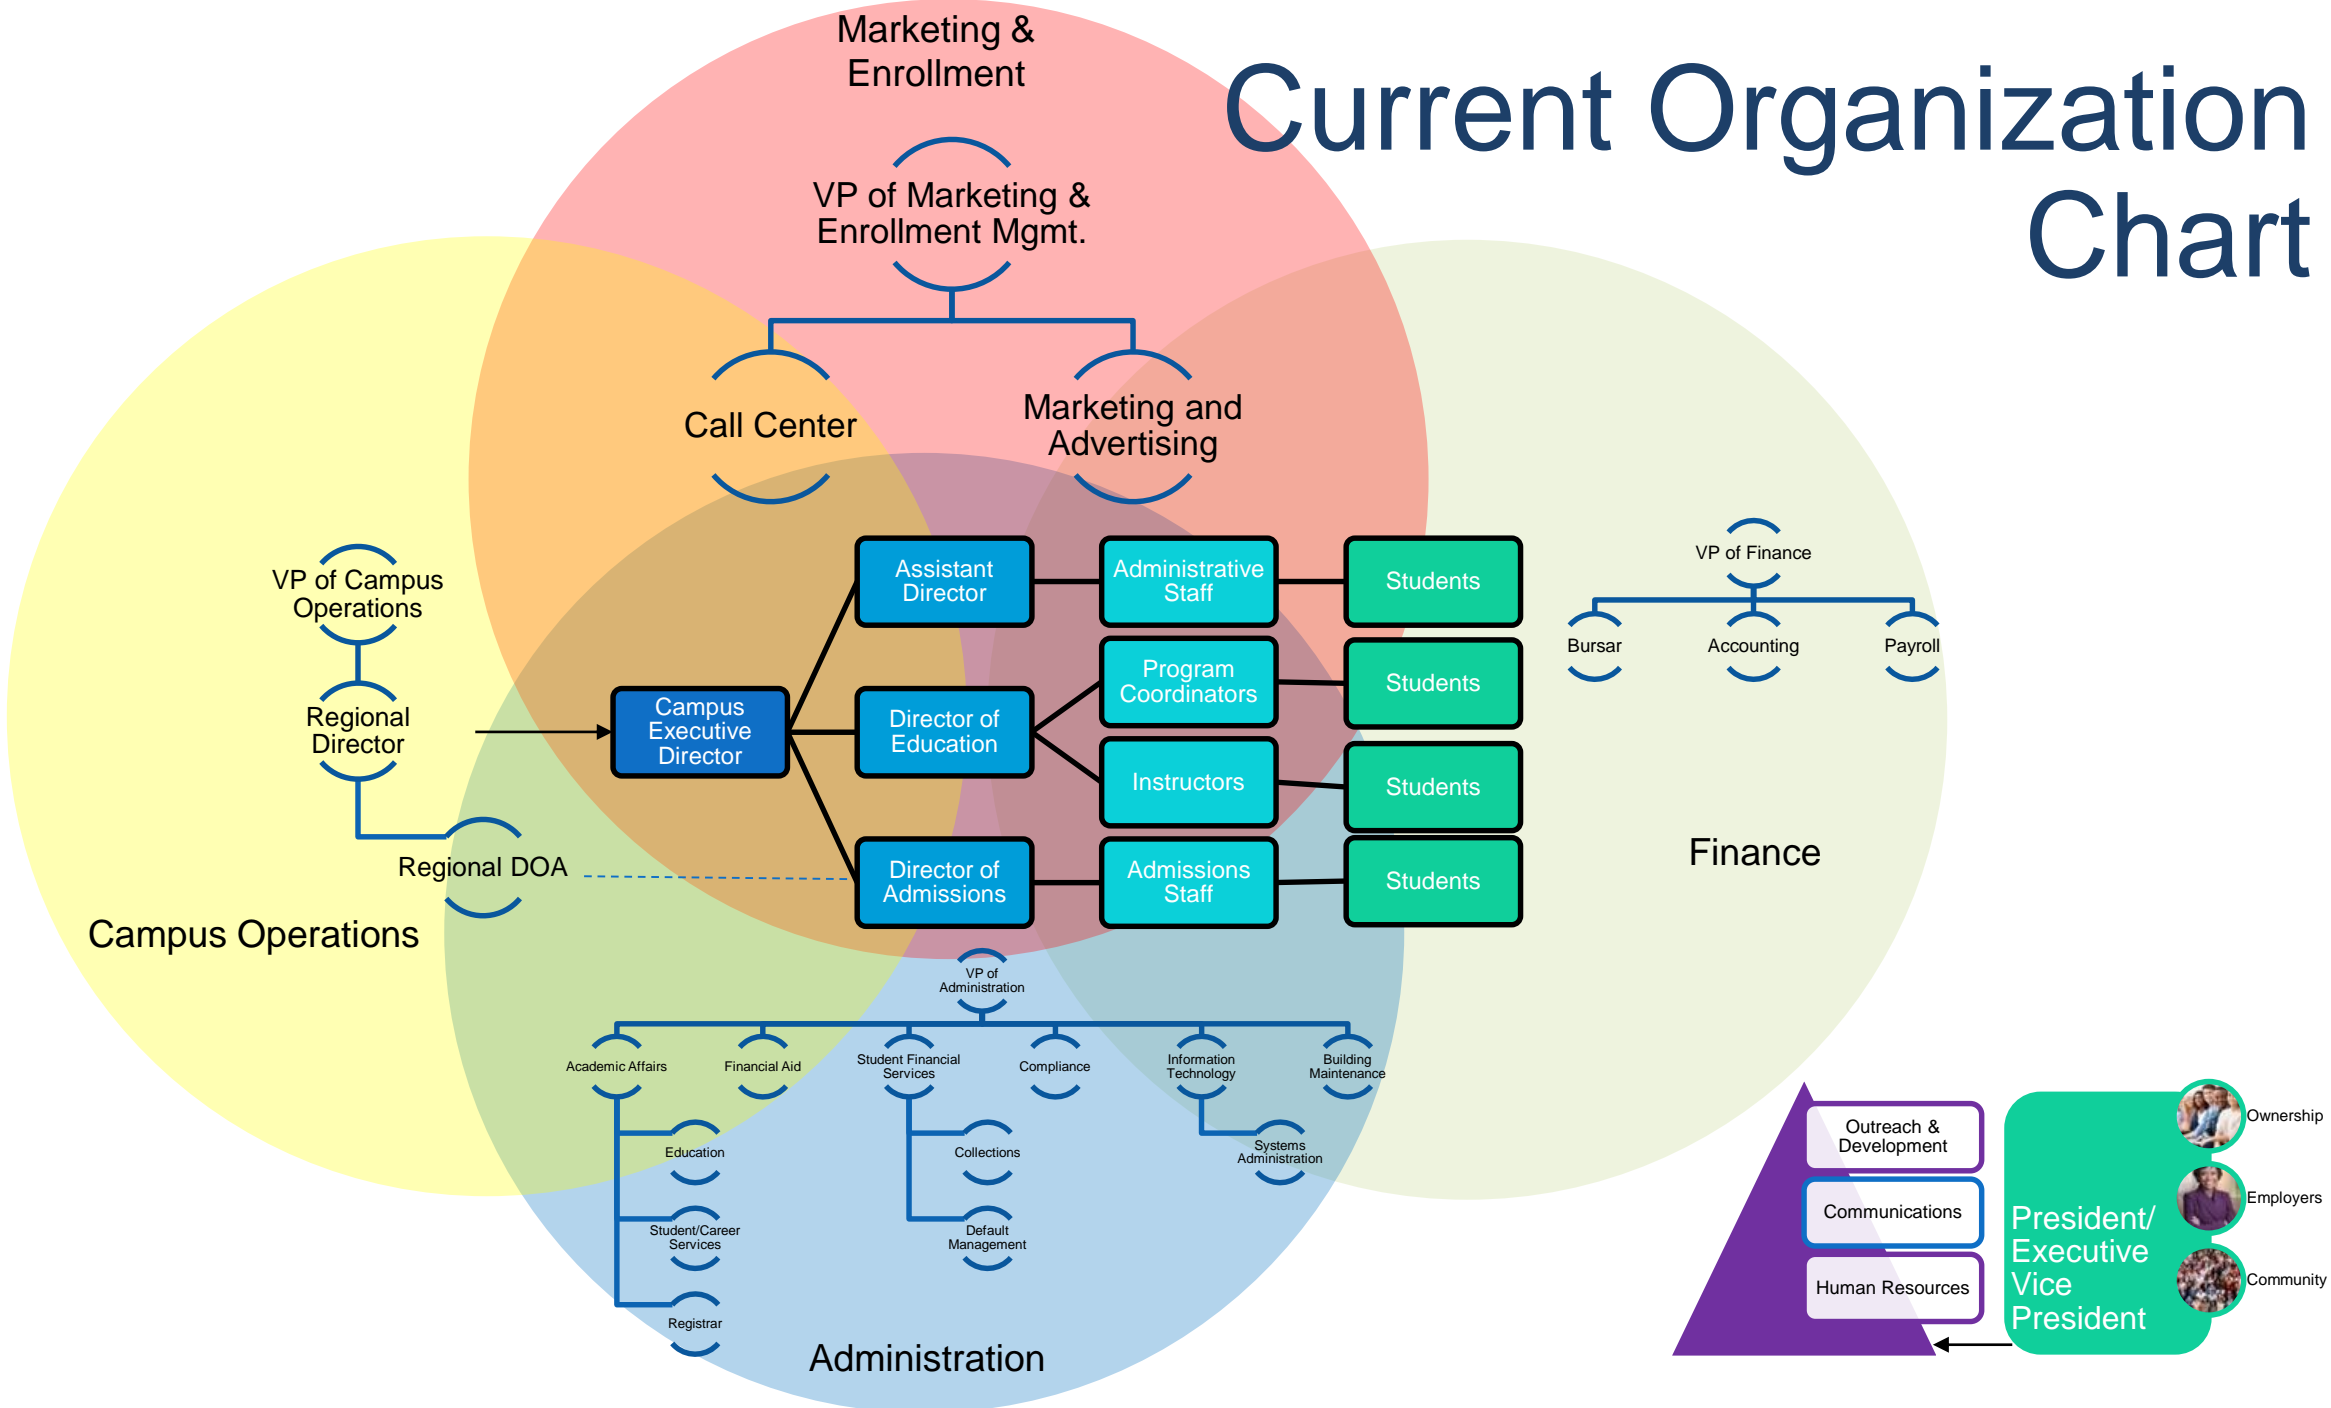 Marketing &
Enrollment
Current Organization
Chart
VP of Marketing &
Enrollment Mgmt.
Call Center
Marketing and
Advertising
VP of Campus
Operations
Regional
Director
Regional DOA
Campus Operations
Campus
Executive
Director
Assistant
Director
Administrative
Staff
Students
Director of
Education
Program
Coordinators
Students
Instructors
Students
Director of
Admissions
Admissions
Staff
Students
VP of Finance
Bursar
Accounting
Payroll
Finance
VP of
Administration
Academic Affairs
Financial Aid
Student Financial
Services
Compliance
Information
Technology
Building
Maintenance
Education
Student/Career
Services
Registrar
Collections
Default
Management
Systems
Administration
Administration
Outreach &
Development
Communications
Human Resources
President/
Executive
Vice
President
Ownership
Employers
Community